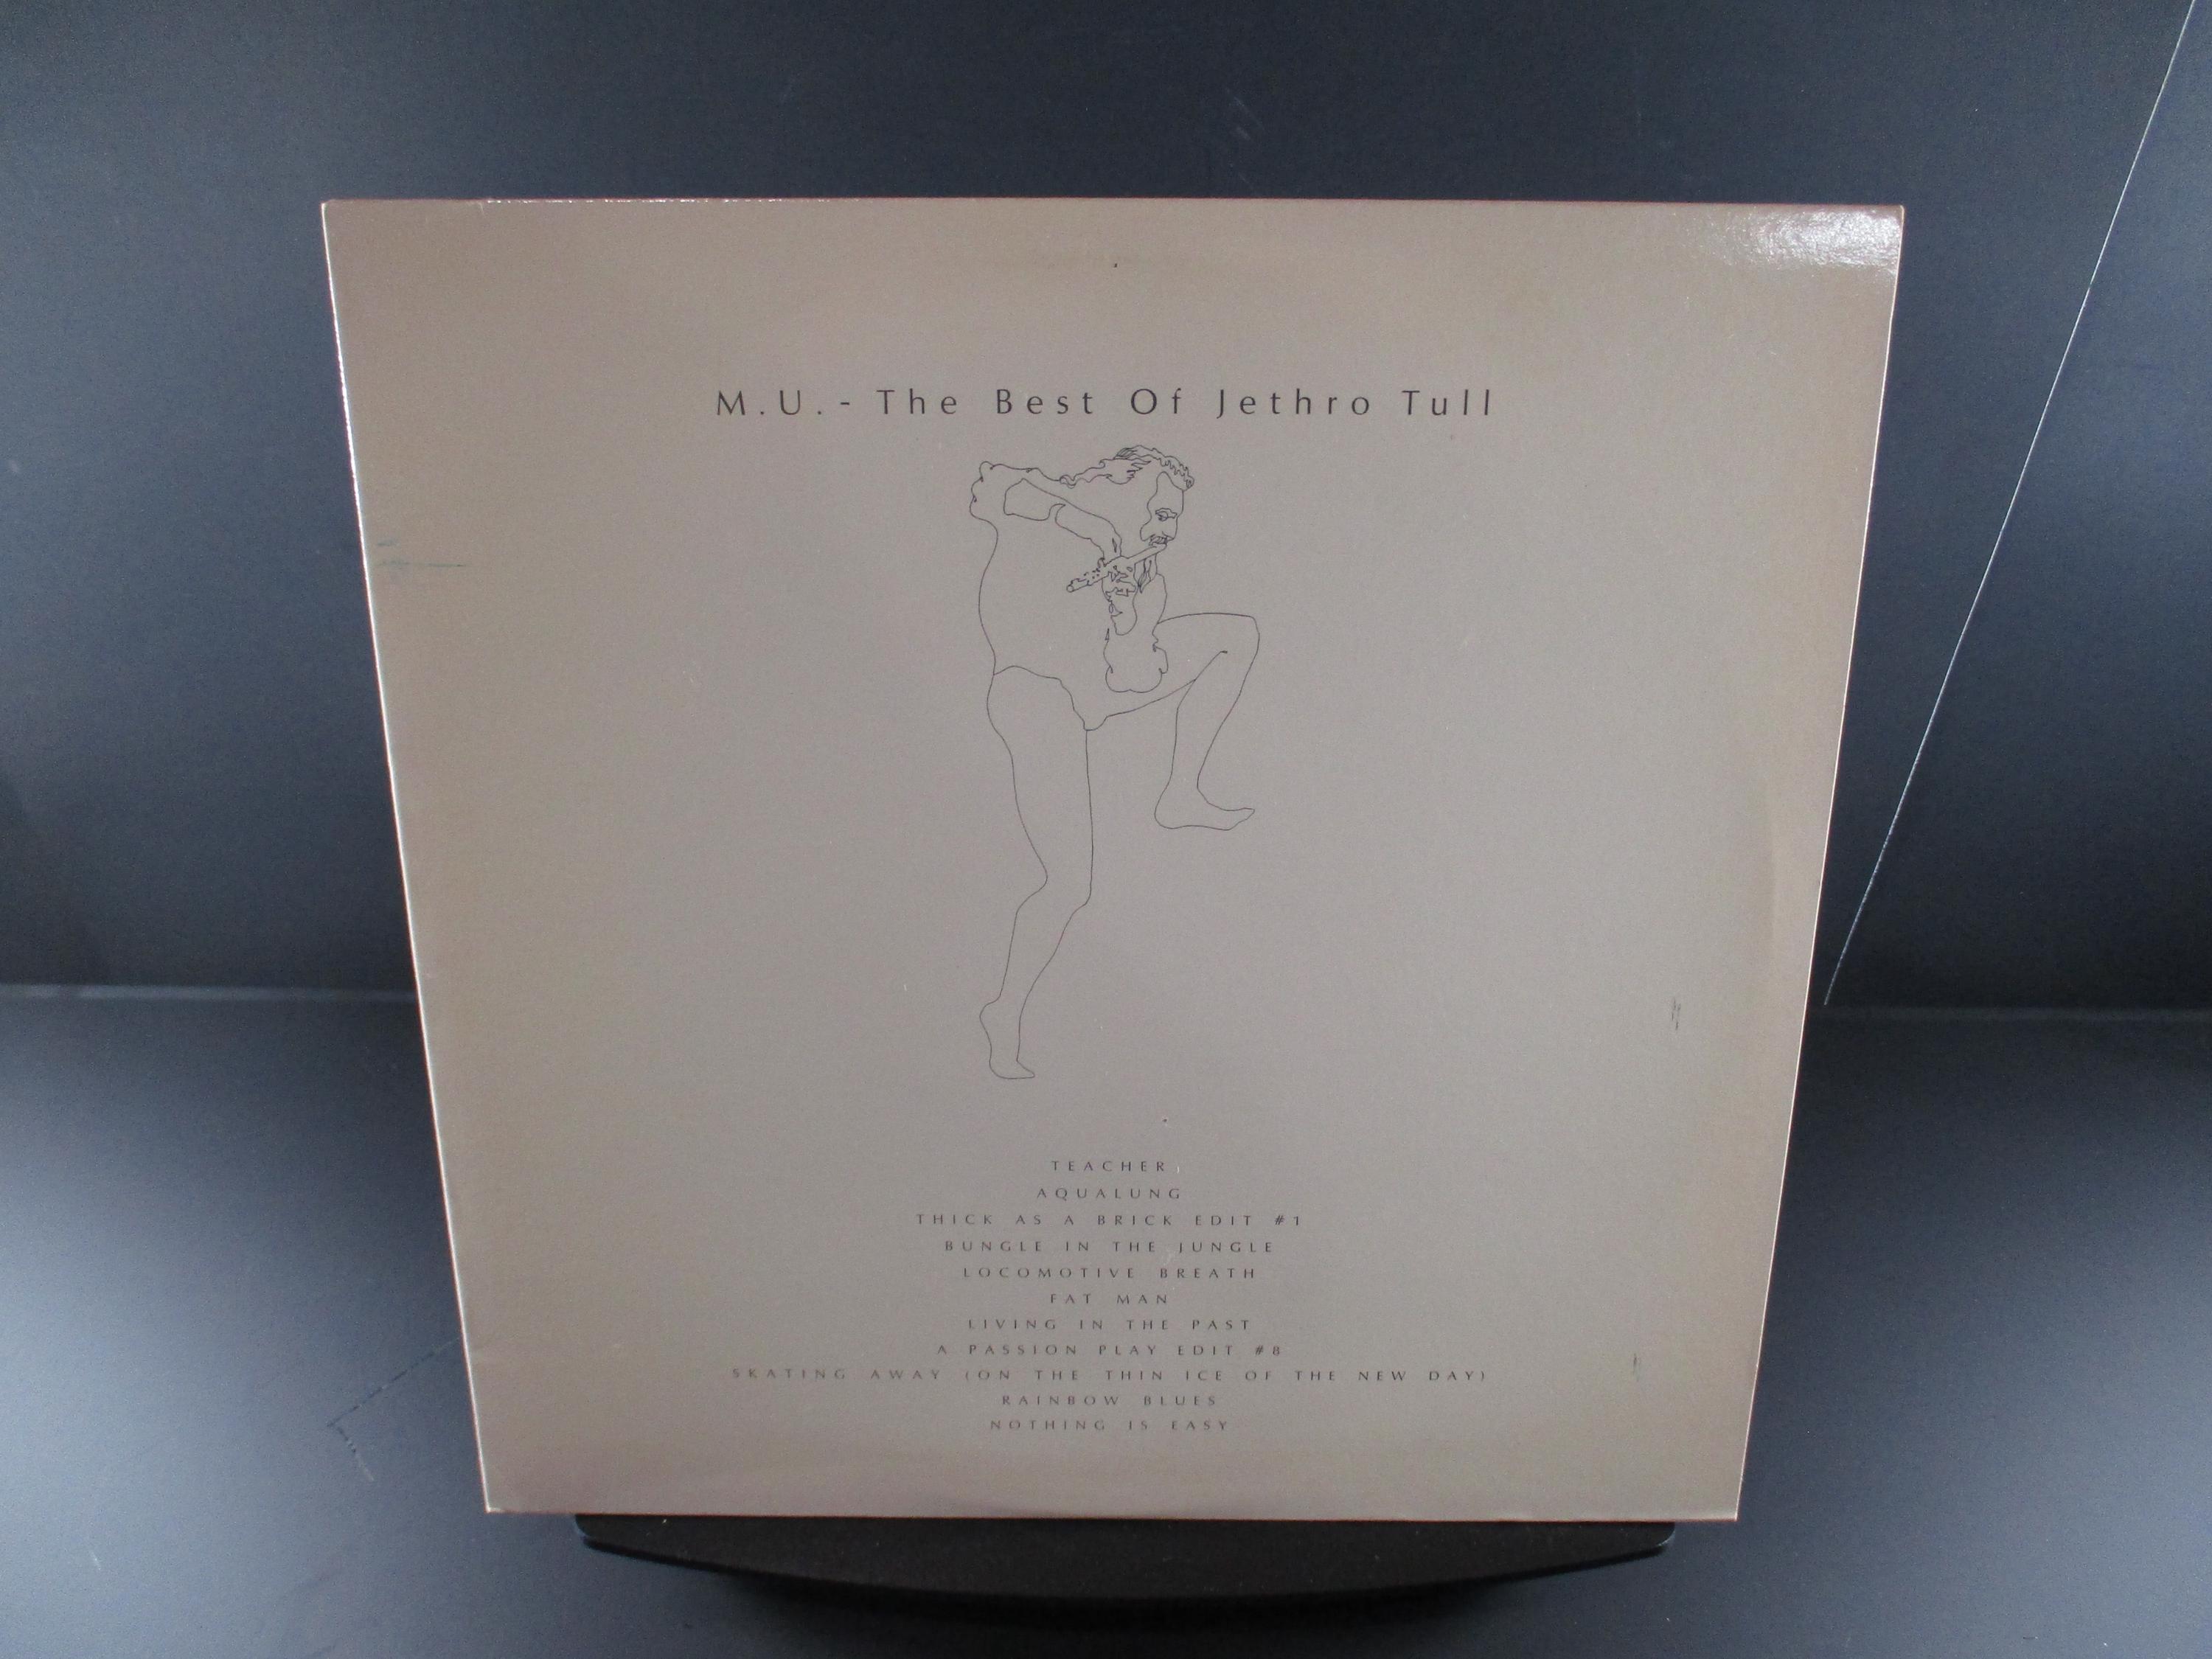 M.U. - The Best Of Jethro Tull
TEACHER
AQUALUNG
THICK AS A BRICK EDIT #1
BUNGLE IN THE JUNGLE
LOCOMOTIVE BREATH
FAT MAN
LIVING IN THE PAST
A PASSION PLAY EDIT #8
SKATING AWAY (ON THE THIN ICE OF THE NEW DAY)
RAINBOW BLUES
NOTHING IS EASY